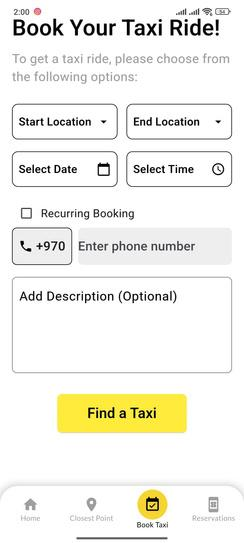 2:00
54
Book Your Taxi Ride!
To get a taxi ride, please choose from
the following options:
Start Location
End Location
Select Date
Select Time
Recurring Booking
+970
Enter phone number
Add Description (Optional)
Find a Taxi
Home
Closest Point
Book Taxi
Reservations